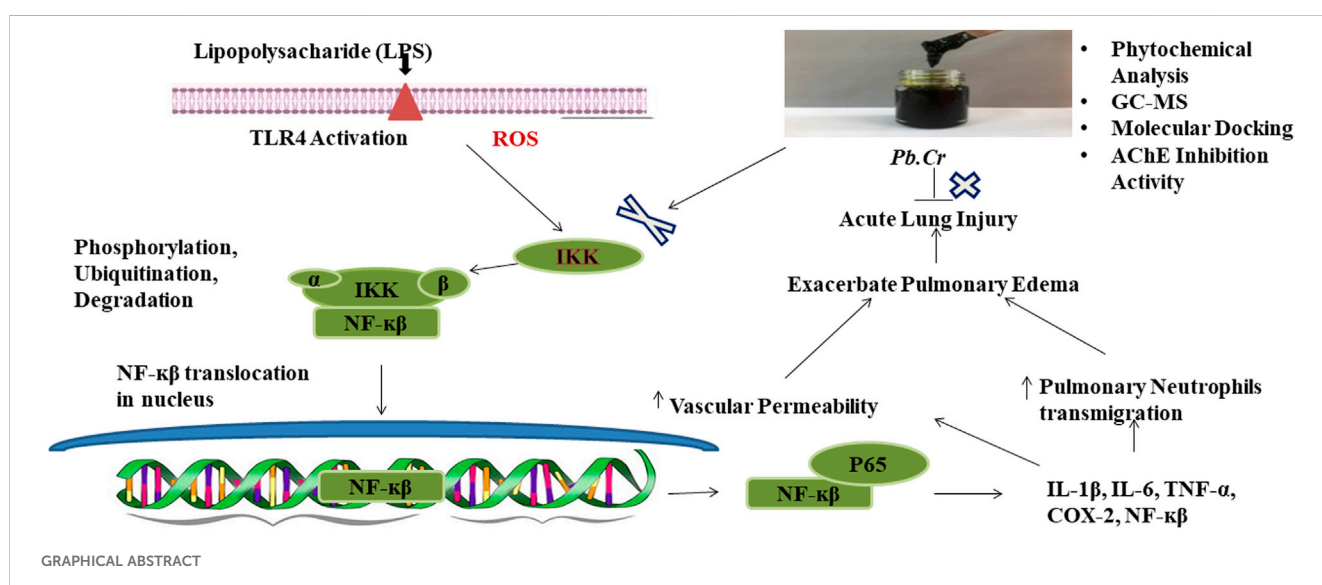 Lipopolysacharide (LPS)
TLR4 Activation
ROS
• Phytochemical
Analysis
• GC-MS
• Molecular Docking
• AChE Inhibition
Activity
Pb.Cr
Acute Lung Injury
Exacerbate Pulmonary Edema
IKK
Phosphorylation,
Ubiquitination,
Degradation
α
IKK
β
NF-κβ
NF-κβ translocation
in nucleus
↑ Vascular Permeability
↑ Pulmonary Neutrophils
transmigration
NF-κβ
P65
NF-κβ
IL-1β, IL-6, TNF-α,
COX-2, NF-κβ
GRAPHICAL ABSTRACT